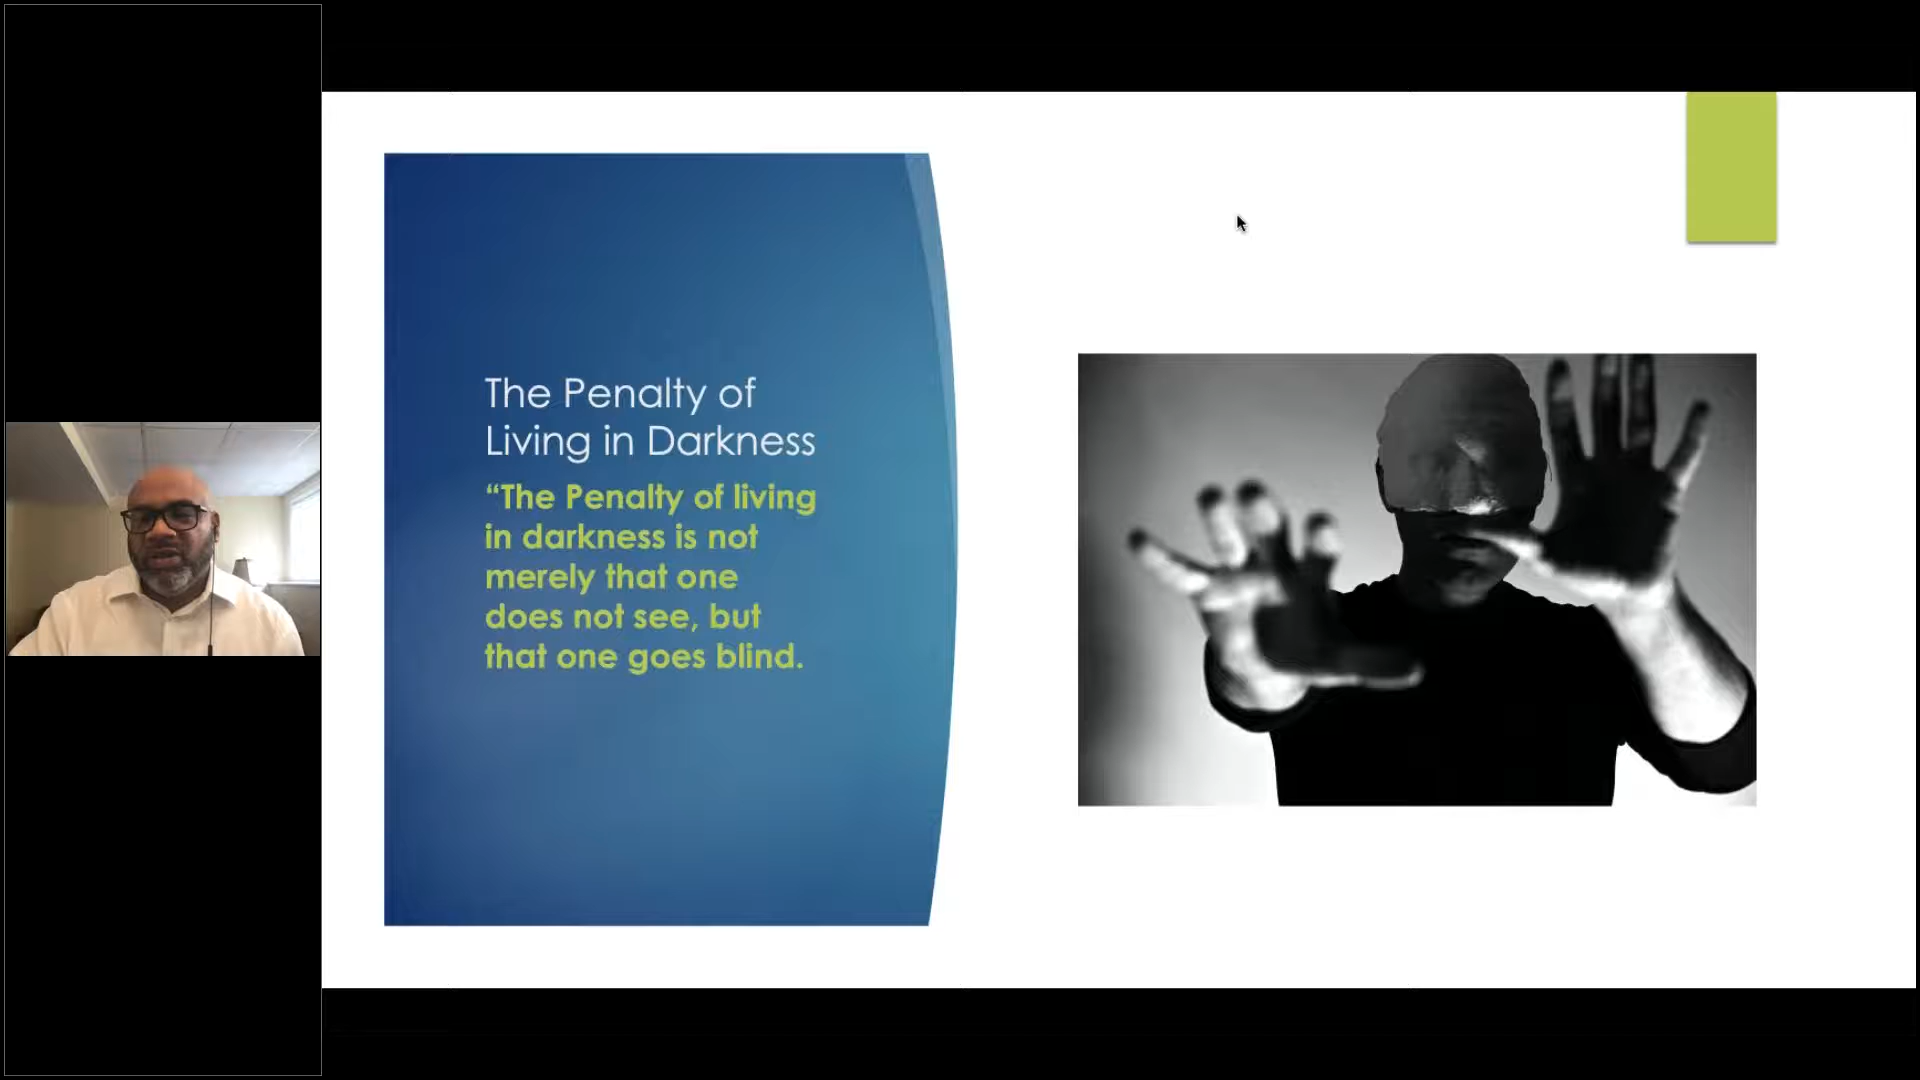 The Penalty of
Living in Darkness
“The Penalty of living
in darkness is not
merely that one
does not see, but
that one goes blind.